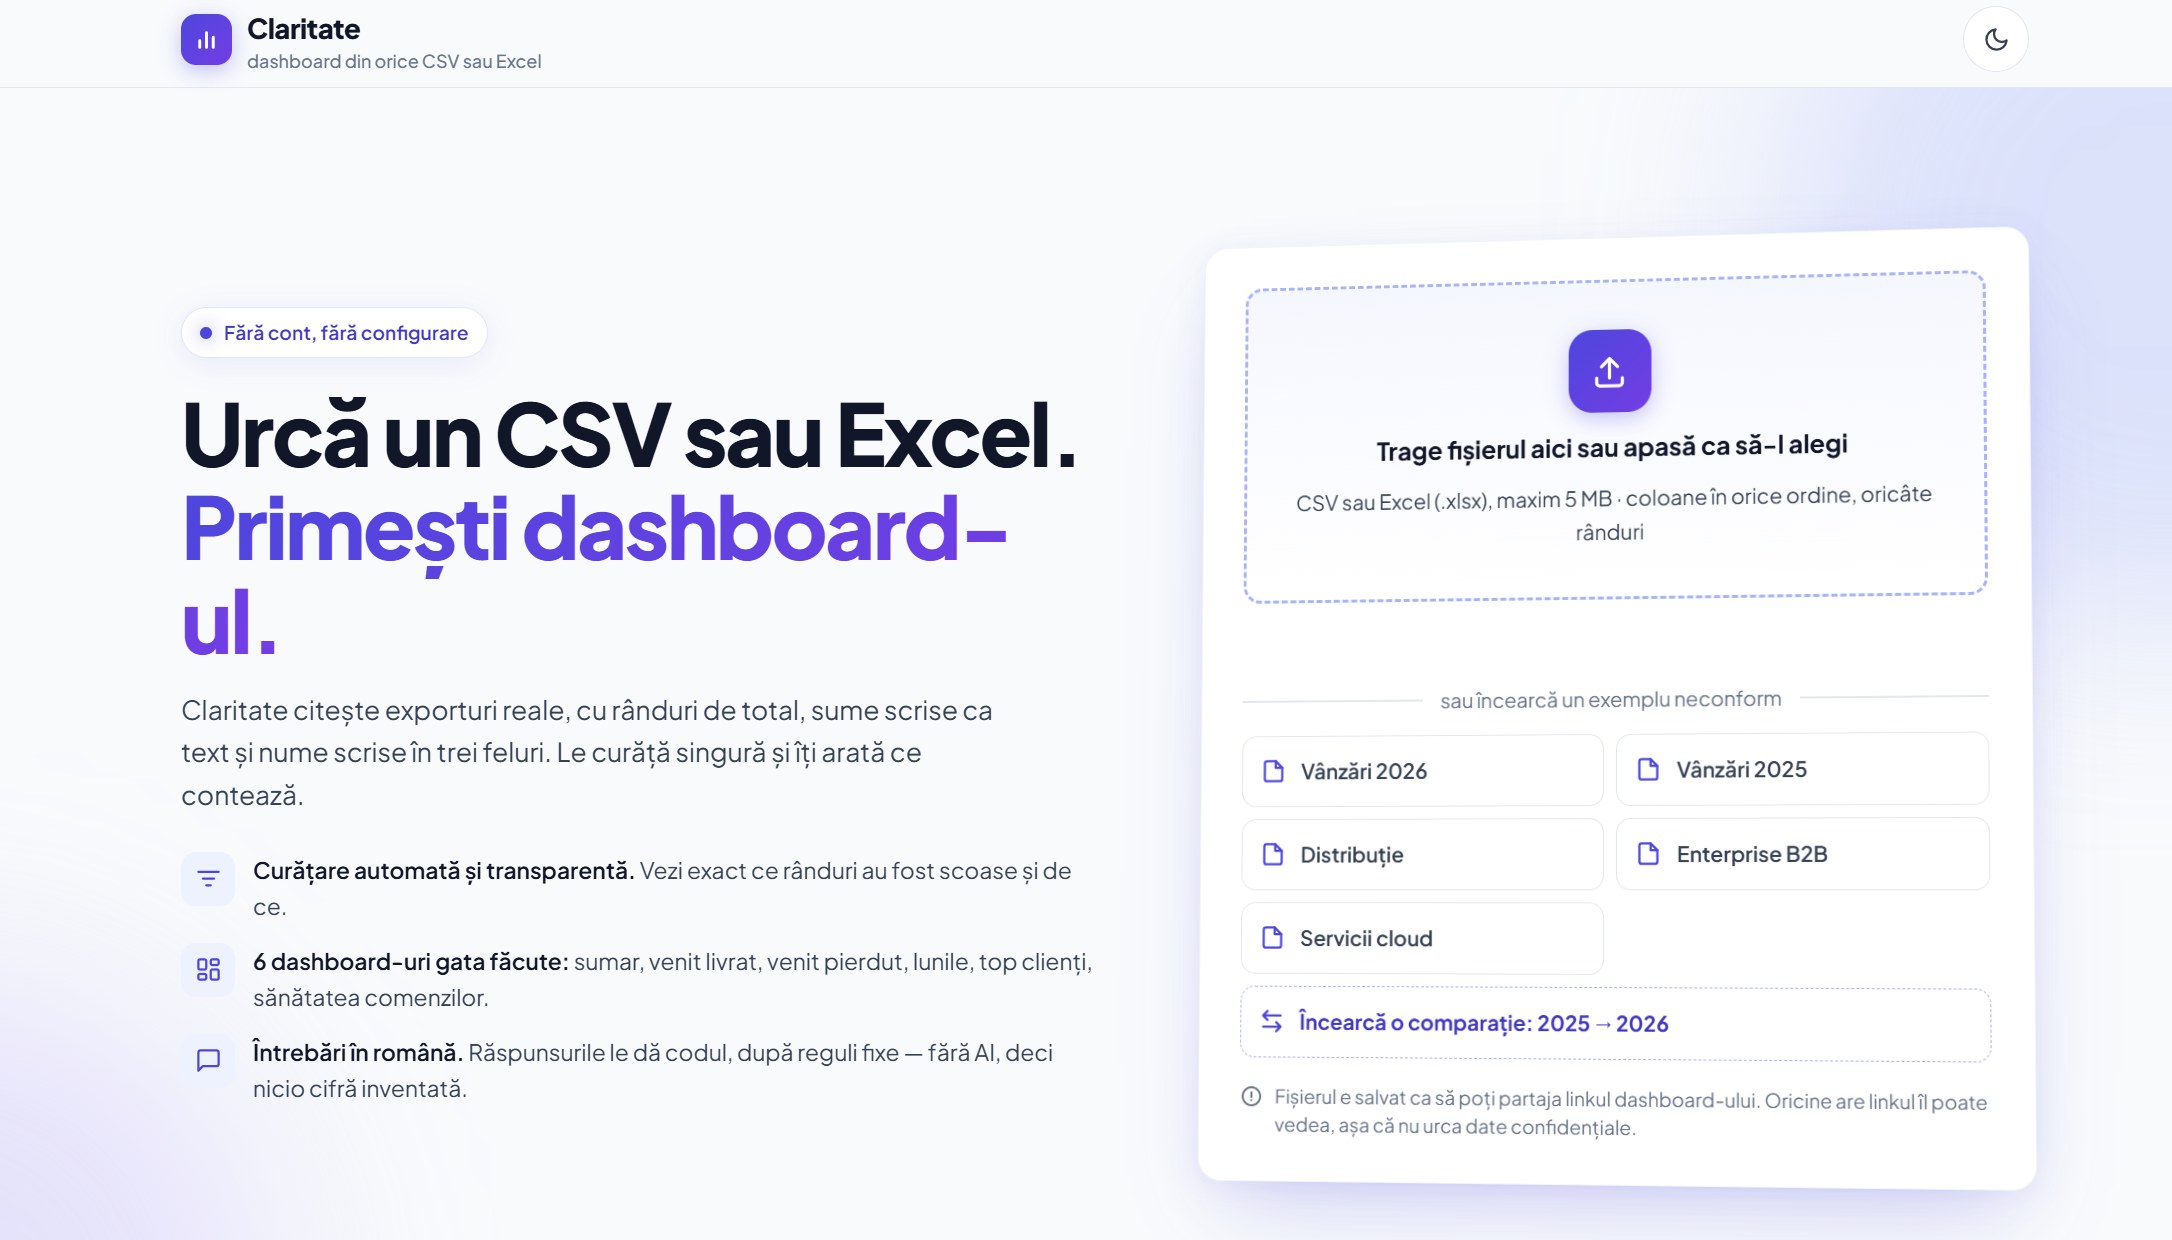 Claritate
dashboard din orice CSV sau Excel
Fără cont, fără configurare
Urcă un CSV sau Excel.
Primești dashboard-
ul.
Claritate citește exporturi reale, cu rânduri de total, sume scrise ca
text și nume scrise în trei feluri. Le curăță singură și îți arată ce
contează.
Curățare automată și transparentă. Vezi exact ce rânduri au fost scoase și de
ce.
6 dashboard-uri gata făcute: sumar, venit livrat, venit pierdut, lunile, top clienți,
sănătatea comenzilor.
Întrebări în română. Răspunsurile le dă codul, după reguli fixe — fără AI, deci
nicio cifră inventată.
Trage fișierul aici sau apasă ca să-l alegi
CSV sau Excel (.xlsx), maxim 5 MB · coloane în orice ordine, oricâte
rânduri
sau încearcă un exemplu neconform
Vânzări 2026
Vânzări 2025
Distribuție
Enterprise B2B
Servicii cloud
Încearcă o comparație: 2025 → 2026
Fișierul e salvat ca să poți partaja linkul dashboard-ului. Oricine are linkul îl poate
vedea, așa că nu urca date confidențiale.